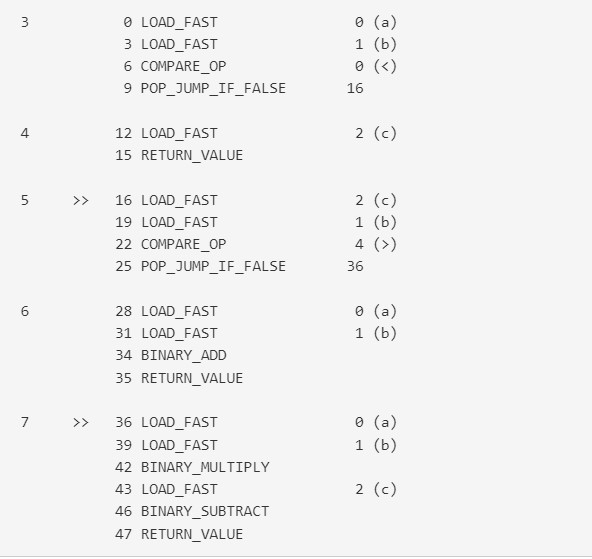 3 0 LOAD_FAST 0 (a)
3 LOAD_FAST 1 (b)
6 COMPARE_OP 0 (<)
9 POP_JUMP_IF_FALSE 16
4 12 LOAD_FAST 2 (c)
15 RETURN_VALUE
5 >> 16 LOAD_FAST 2 (c)
19 LOAD_FAST 1 (b)
22 COMPARE_OP 4 (>)
25 POP_JUMP_IF_FALSE 36
6 28 LOAD_FAST 0 (a)
31 LOAD_FAST 1 (b)
34 BINARY_ADD
35 RETURN_VALUE
7 >> 36 LOAD_FAST 0 (a)
39 LOAD_FAST 1 (b)
42 BINARY_MULTIPLY
43 LOAD_FAST 2 (c)
46 BINARY_SUBTRACT
47 RETURN_VALUE